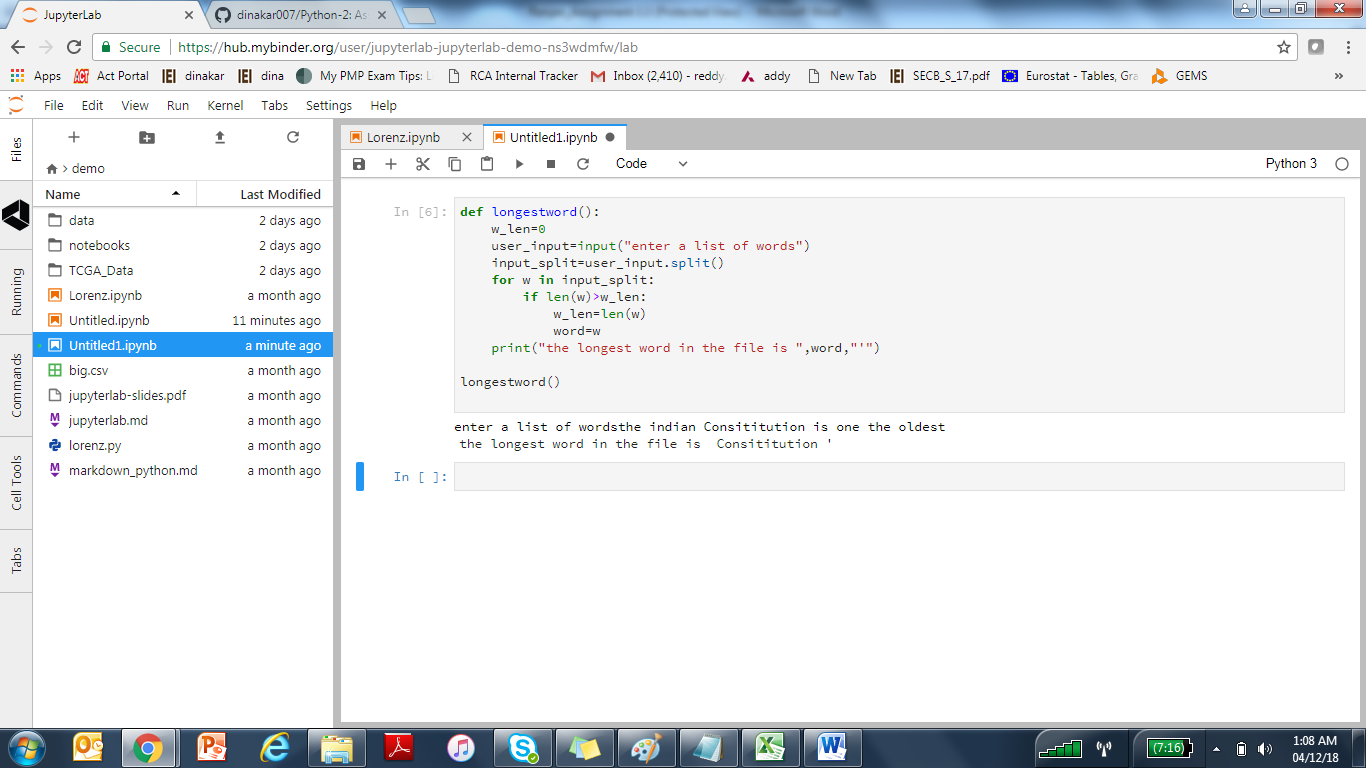 JupyterLab
dinakar007/Python-2: As
Secure https://hub.mybinder.org/user/jupyterlab-jupyterlab-demo-ns3wdmfw/lab
Apps ACT Act Portal IEI dinakar IEI dina My PMP Exam Tips: L RCA Internal Tracker Inbox (2,410) - reddy. addy New Tab IEI SECB_S_17.pdf Eurostat - Tables, Gra GEMS »
File Edit View Run Kernel Tabs Settings Help
Files
Running
Commands
Cell Tools
Tabs
> demo
Name Last Modified
data 2 days ago
notebooks 2 days ago
TCGA_Data 2 days ago
Lorenz.ipynb a month ago
Untitled.ipynb 11 minutes ago
Untitled1.ipynb a minute ago
big.csv a month ago
jupyterlab-slides.pdf a month ago
jupyterlab.md a month ago
lorenz.py a month ago
markdown_python.md a month ago
Lorenz.ipynb Untitled1.ipynb
Code Python 3
In [6]: def longestword():
w_len=0
user_input=input("enter a list of words")
input_split=user_input.split()
for w in input_split:
if len(w)>w_len:
w_len=len(w)
word=w
print("the longest word in the file is ",word,"'")
longestword()
enter a list of wordsthe indian Consititution is one the oldest
the longest word in the file is  Consititution '
In [ ]:
(7:16) 1:08 AM
04/12/18